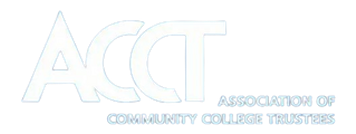 ACCT
ASSOCIATION OF
COMMUNITY COLLEGE TRUSTEES